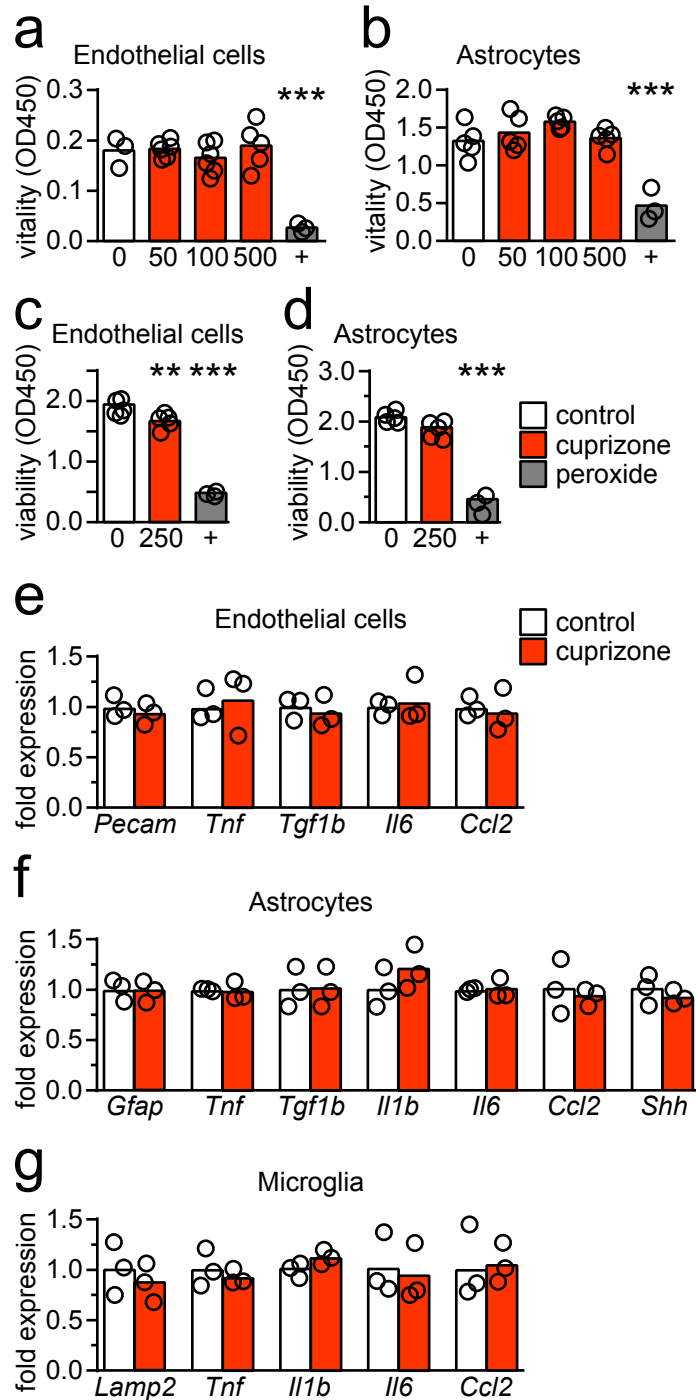 a
Endothelial cells
vitality (OD450)
0.3
0.2
0.1
0.0
***
0 50 100 500 +
b
Astrocytes
vitality (OD450)
2.0
1.5
1.0
0.5
0.0
***
0 50 100 500 +
c
Endothelial cells
viability (OD450)
2.0
1.0
0.0
** ***
0 250 +
d
Astrocytes
viability (OD450)
3.0
2.0
1.0
0.0
***
0 250 +
control
cuprizone
peroxide
e
Endothelial cells
control
cuprizone
fold expression
1.5
1.0
0.5
0.0
Pecam Tnf Tgf1b Il6 Ccl2
f
Astrocytes
fold expression
1.5
1.0
0.5
0.0
Gfap Tnf Tgf1b Il1b Il6 Ccl2 Shh
g
Microglia
fold expression
1.5
1.0
0.5
0.0
Lamp2 Tnf Il1b Il6 Ccl2